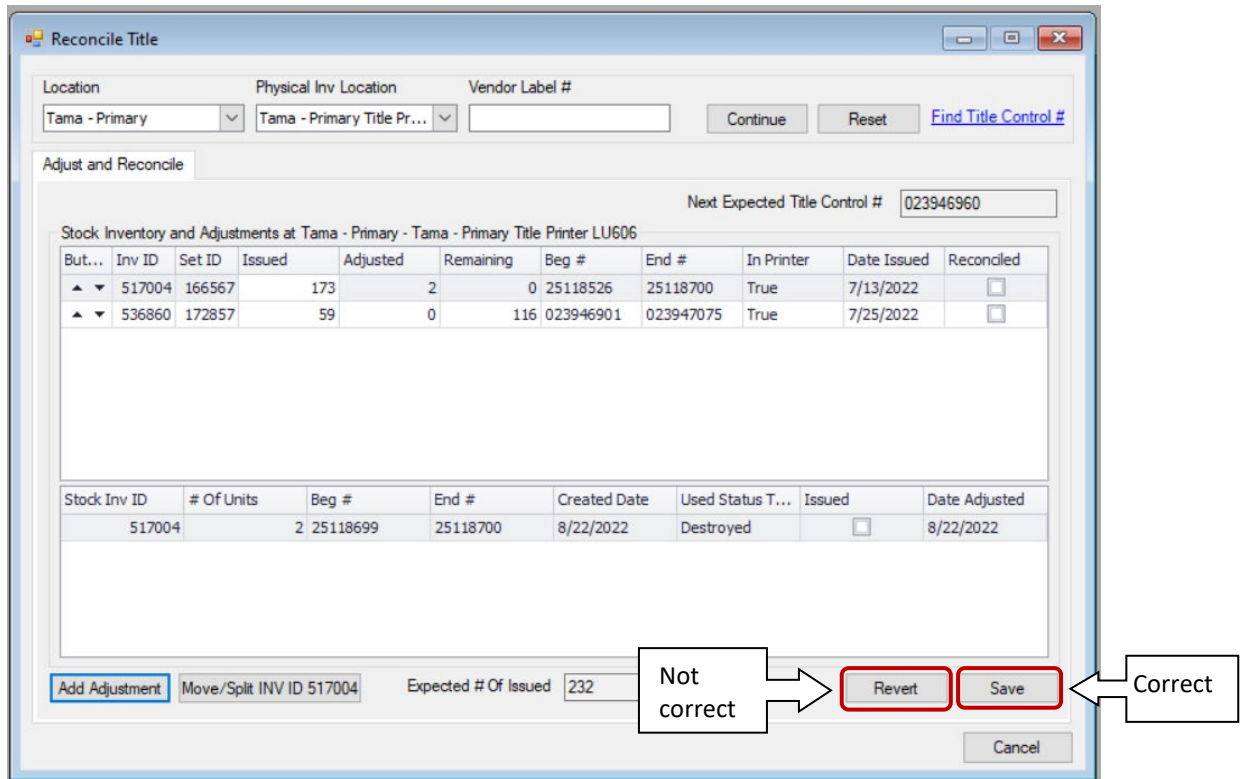 Reconcile Title
Location Physical Inv Location Vendor Label #
Tama - Primary Tama - Primary Title Pr... Continue Reset Find Title Control #
Adjust and Reconcile
Next Expected Title Control # 023946960
Stock Inventory and Adjustments at Tama - Primary - Tama - Primary Title Printer LU606
But... Inv ID Set ID Issued Adjusted Remaining Beg # End # In Printer Date Issued Reconciled
517004 166567 173 2 0 25118526 25118700 True 7/13/2022
536860 172857 59 0 116 023946901 023947075 True 7/25/2022
Stock Inv ID # Of Units Beg # End # Created Date Used Status T... Issued Date Adjusted
517004 2 25118699 25118700 8/22/2022 Destroyed 8/22/2022
Add Adjustment Move/Split INV ID 517004 Expected # Of Issued 232 Revert Save
Not
correct
Correct
Cancel